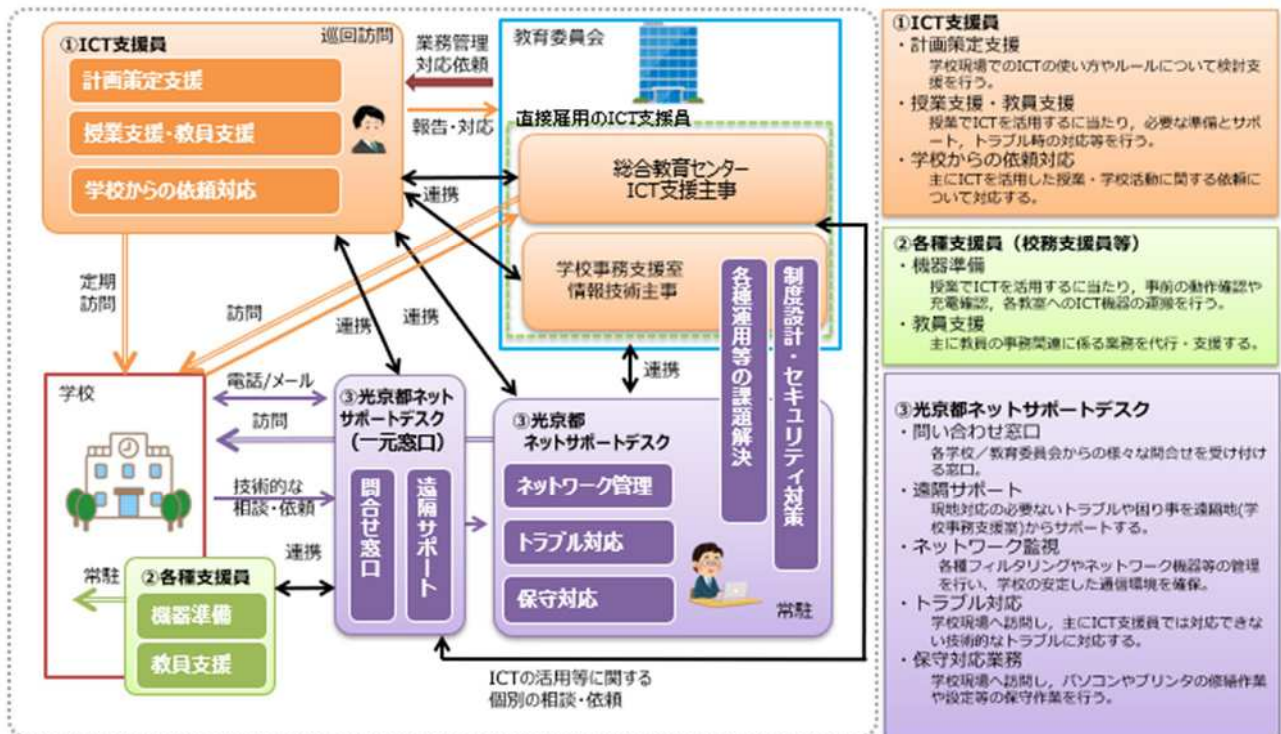 ①ICT支援員
巡回訪問
計画策定支援
授業支・教員支援
学校からの依頼対応
業務管理
対応依頼
報告・対応
教育委員会
直接雇用のICT支援員
総合教育センター
ICT支援主事
学校事務支援室
情報技術主事
連携
定期
訪問
訪問
連携
連携
連携
各種運用等の課題解決
制度設計・セキュリティ対策
学校
電話/メール
訪問
技術的な
相談・依頼
③光京都ネット
サポートデスク
（一元窓口）
問合せ窓口
遠隔サポート
③光京都
ネットサポートデスク
ネットワーク管理
トラブル対応
保守対応
常駐
常駐
連携
②各種支援員
機器準備
教員支援
ICTの活用等に関する
個別の相談・依頼
①ICT支援員
・計画策定支援
学校現場でのICTの使い方やルールについて検討支
援を行う。
・授業支援・教員支援
授業でICTを活用するに当たり，必要な準備とサポ
ート，トラブル時の対応等を行う。
・学校からの依頼対応
主にICTを活用した授業・学校活動に関する依頼に
ついて対応する。
②各種支援員（校務支援員等）
・機器準備
授業でICTを活用するに当たり，事前の動作確認や
充電確認，各教室へのICT機器の運搬を行う。
・教員支援
主に教員の事務関連に係る業務を代行・支援する。
③光京都ネットサポートデスク
・問い合わせ窓口
各学校／教育委員会からの様々な問合せを受け付け
る窓口。
・遠隔サポート
現地対応の必要ないトラブルや困り事を遠隔地(学
校事務支援室)からサポートする。
・ネットワーク監視
各種フィルタリングやネットワーク機器等の管理
を行い、学校の安定した通信環境を確保。
・トラブル対応
学校現場へ訪問し，主にICT支援員では対応できな
い技術的なトラブルに対応する。
・保守対応業務
学校現場へ訪問し，パソコンやプリンタの修繕作業
や設定等の保守作業を行う。